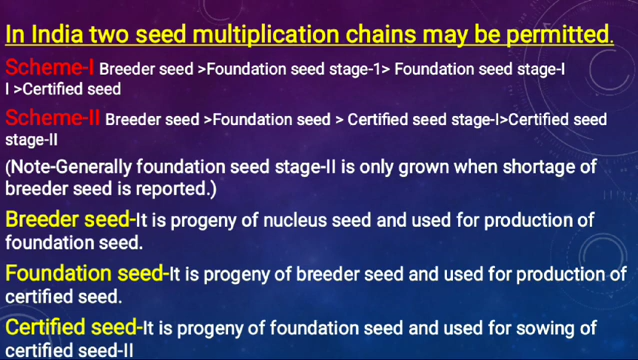 In India two seed multiplication chains may be permitted.
Scheme-I Breeder seed >Foundation seed stage-1> Foundation seed stage-I
I >Certified seed
Scheme-II Breeder seed >Foundation seed > Certified seed stage-I>Certified seed
stage-II
(Note-Generally foundation seed stage-II is only grown when shortage of
breeder seed is reported.)
Breeder seed-It is progeny of nucleus seed and used for production of
foundation seed.
Foundation seed-It is progeny of breeder seed and used for production of
certified seed.
Certified seed-It is progeny of foundation seed and used for sowing of
certified seed-II